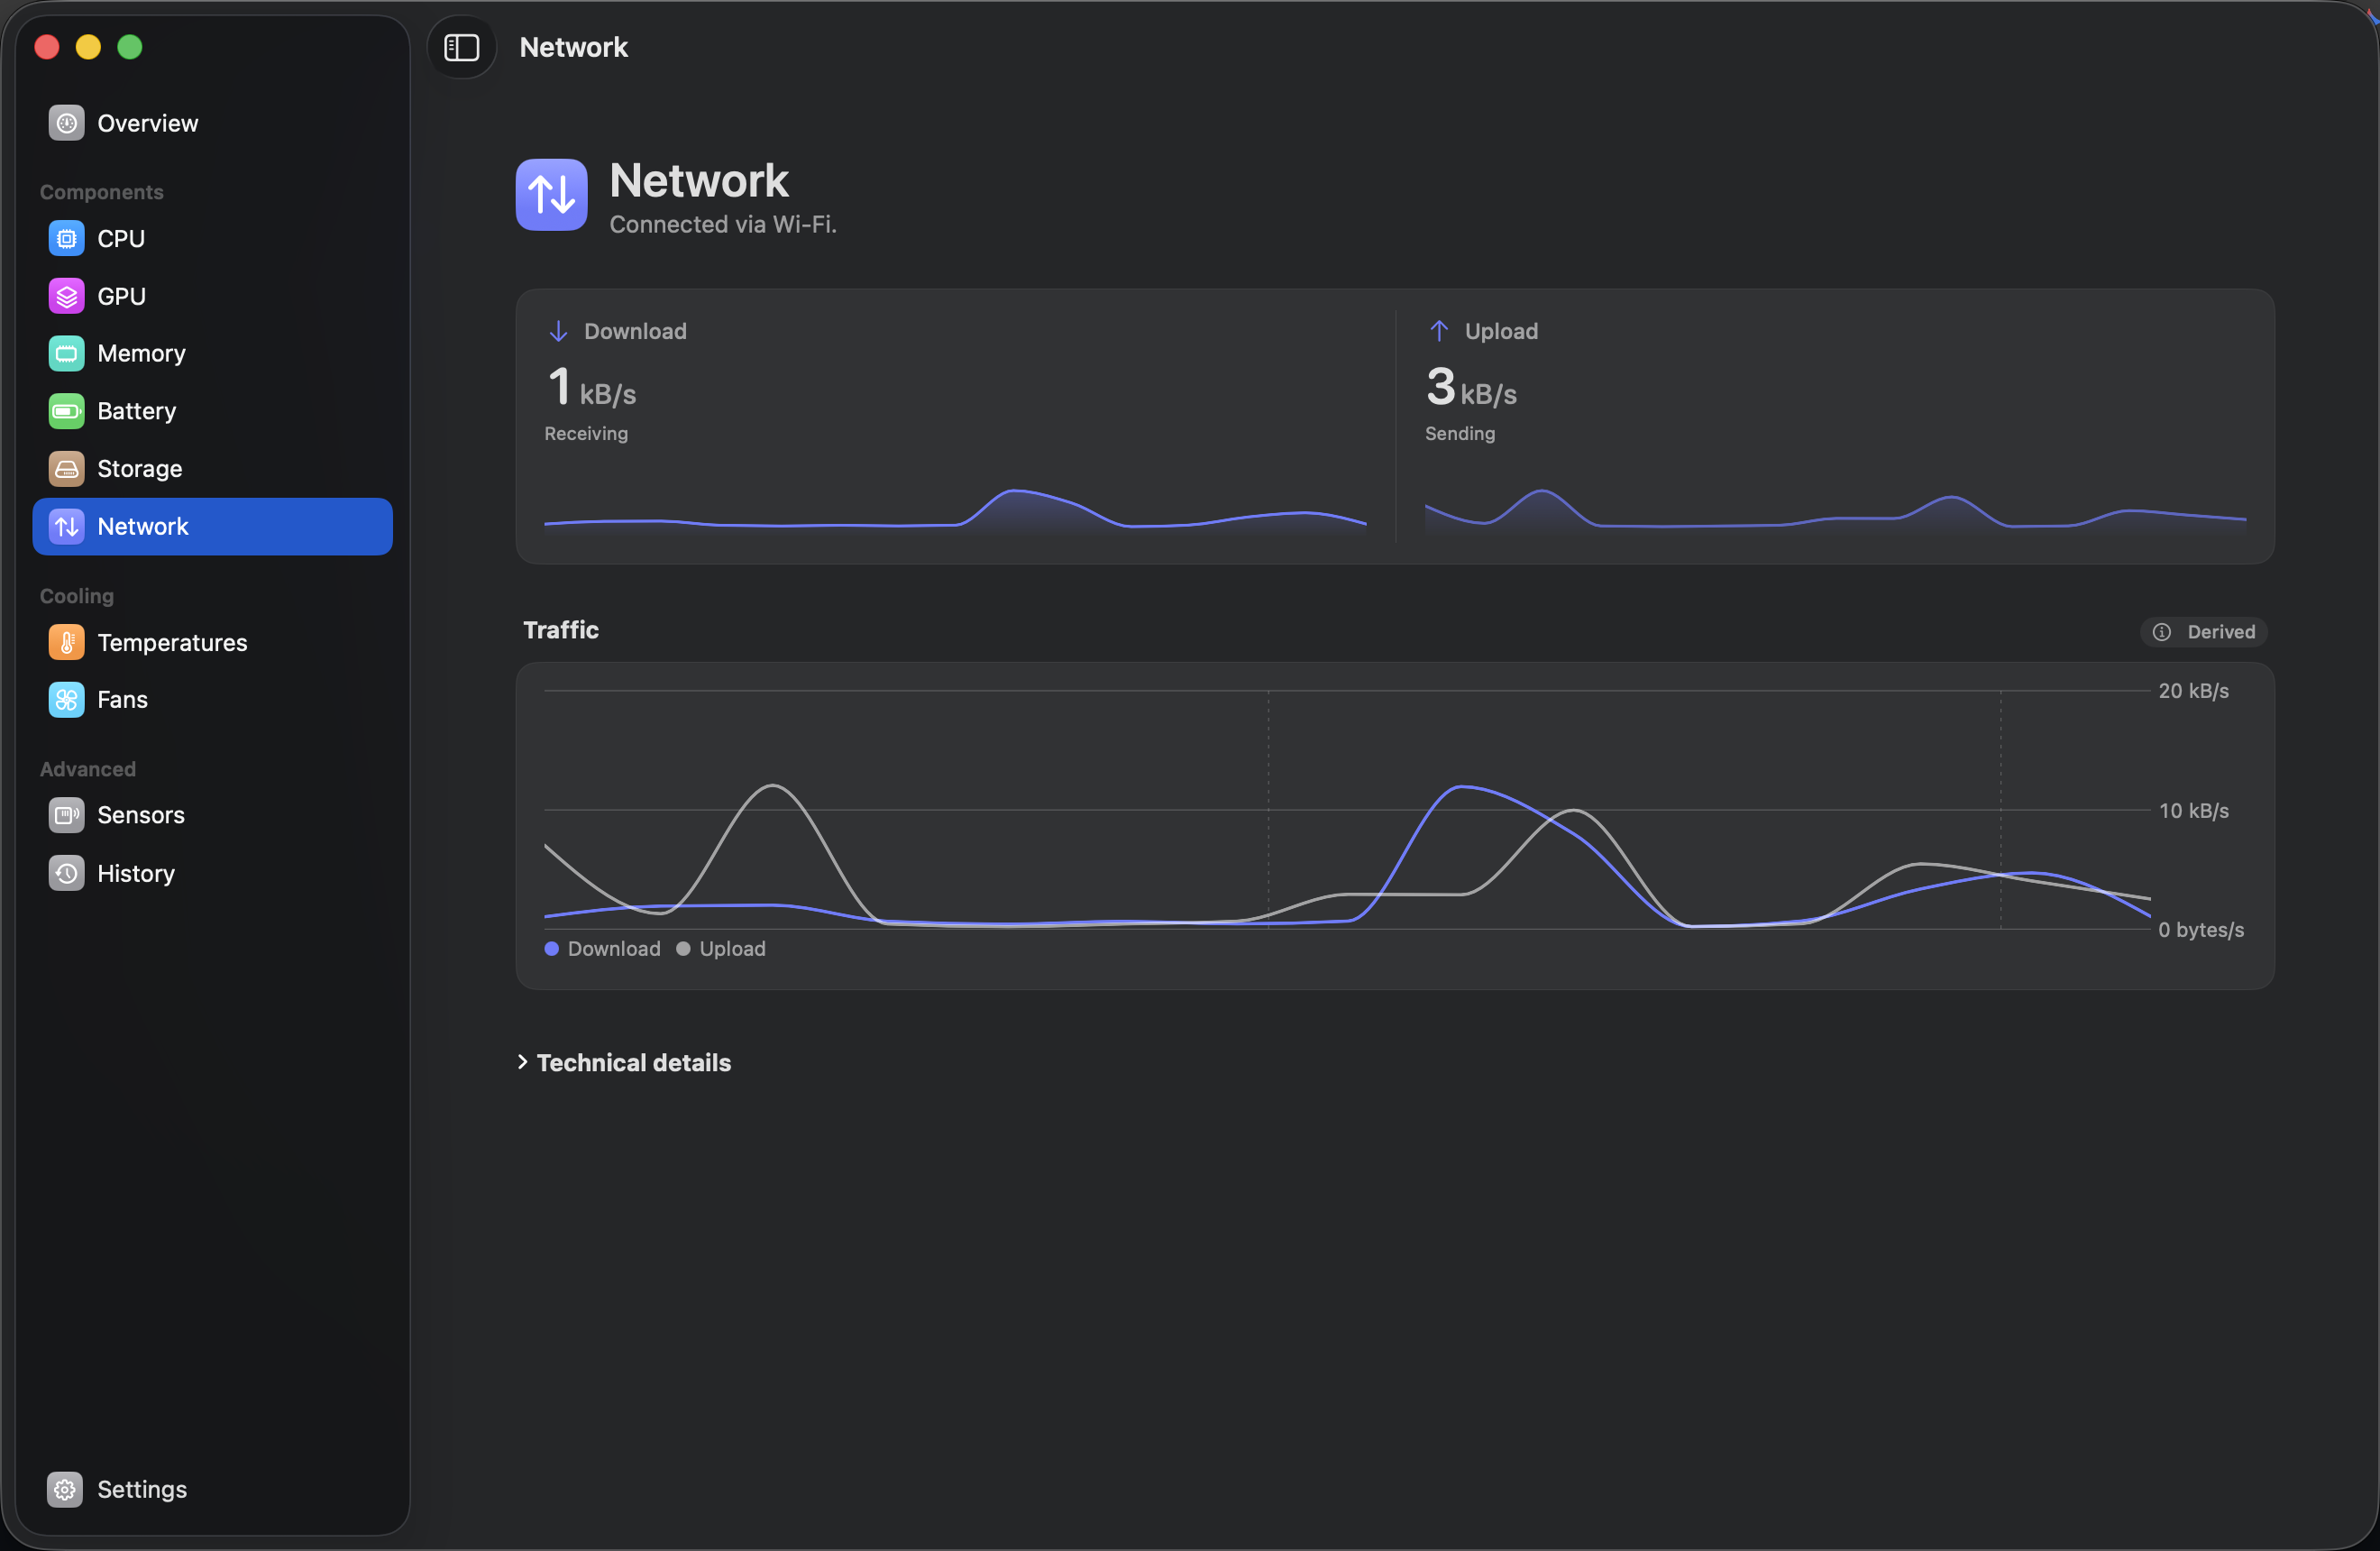 Network
Overview
Components
CPU
GPU
Memory
Battery
Storage
Network
Cooling
Temperatures
Fans
Advanced
Sensors
History
Settings
Network
Connected via Wi-Fi.
Download
1 kB/s
Receiving
Upload
3 kB/s
Sending
Traffic
Derived
20 kB/s
10 kB/s
0 bytes/s
Download Upload
Technical details